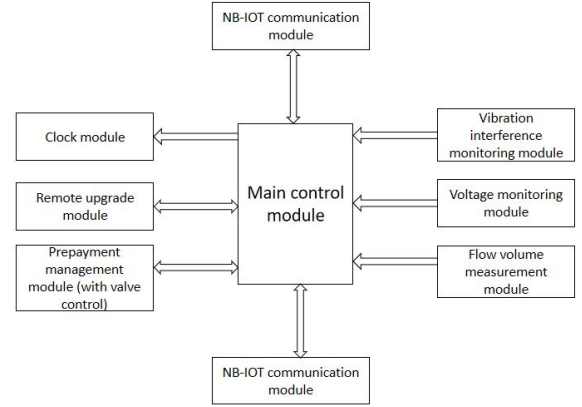 NB-IOT communication
module
Clock module
Vibration
interference
monitoring module
Main control
module
Remote upgrade
module
Voltage monitoring
module
Prepayment
management
module (with valve
control)
Flow volume
measurement
module
NB-IOT communication
module